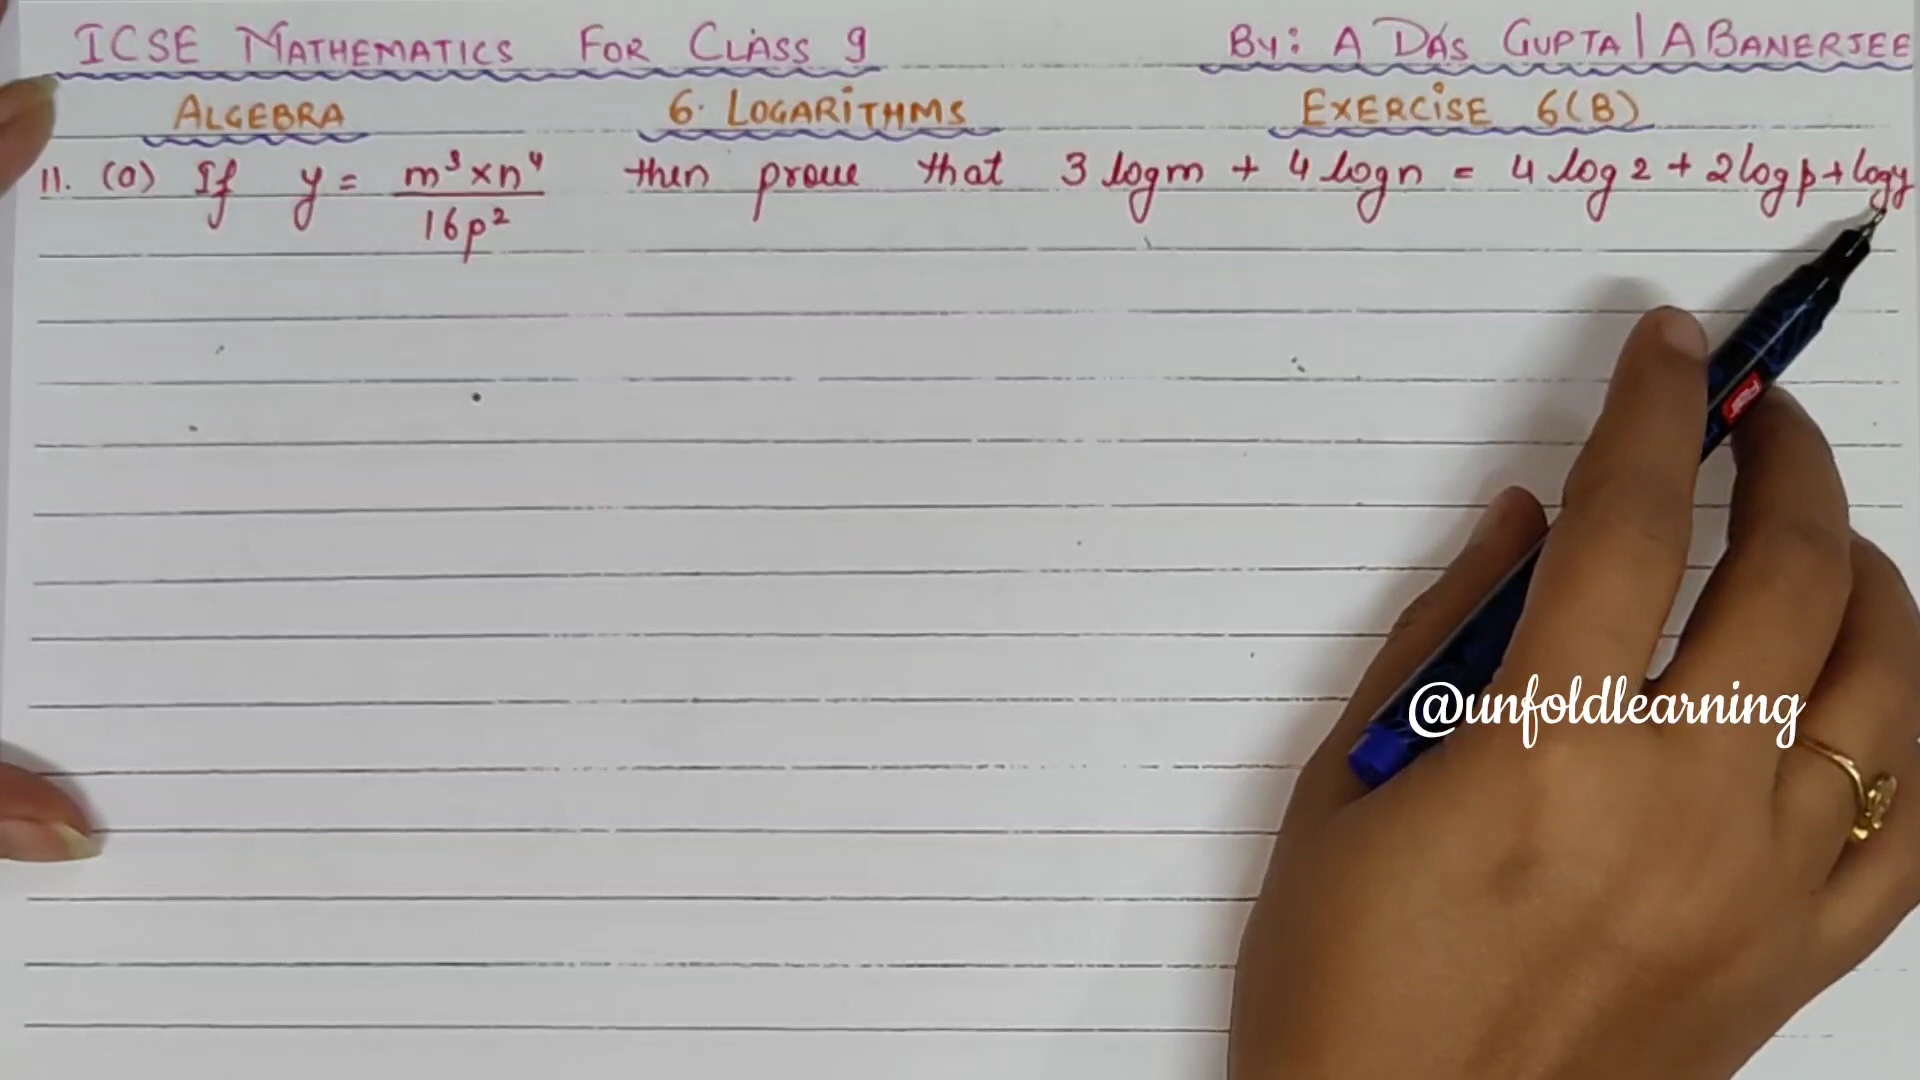 ICSE MATHEMATICS FOR CLASS 9 BY: A DAS GUPTA | A BANERJEE
ALGEBRA 6. LOGARITHMS EXERCISE 6(B)
11. (a) If y = m³×n⁴ / 16p² then prove that 3 log m + 4 log n = 4 log 2 + 2 log p + log y
@unfoldlearning